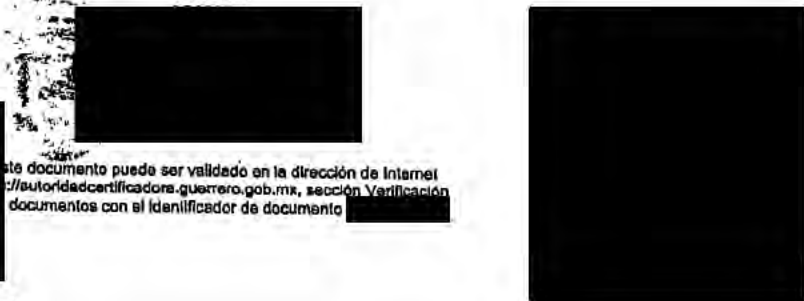 ste documento puede ser validado en la dirección de Internet
://autoridadcertificadora.guerrero.gob.mx, sección Verificación
documentos con el identificador de documento